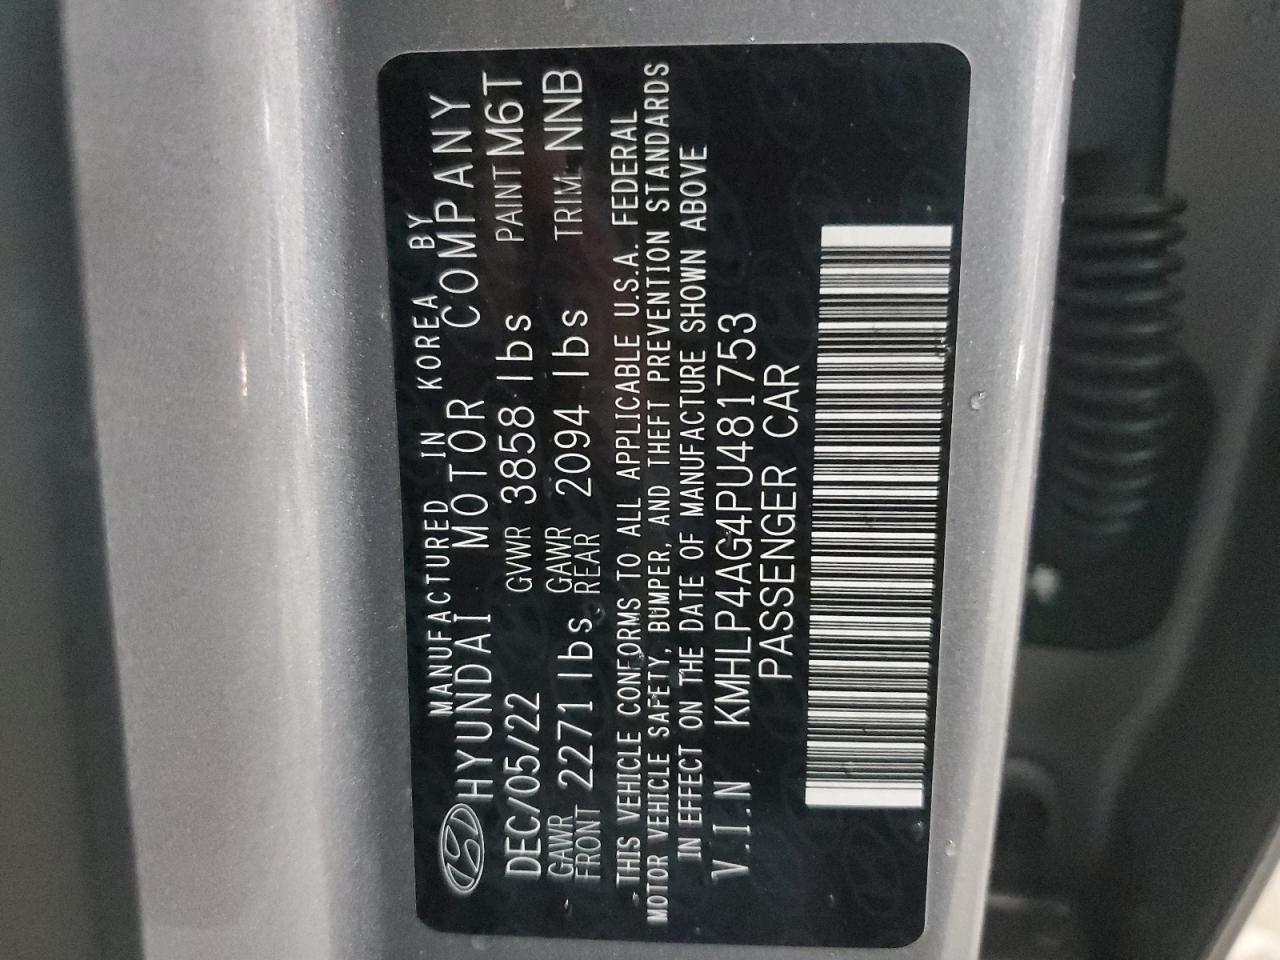 MANUFACTURED IN KOREA BY
HYUNDAI MOTOR COMPANY
DEC/05/22 GVWR 3858 lbs PAINT M6T
GAWR FRONT 2271 lbs GAWR REAR 2094 lbs TRIM NNB
THIS VEHICLE CONFORMS TO ALL APPLICABLE U.S.A. FEDERAL
MOTOR VEHICLE SAFETY, BUMPER, AND THEFT PREVENTION STANDARDS
IN EFFECT ON THE DATE OF MANUFACTURE SHOWN ABOVE
V.I.N KMHLP4AG4PU481753
PASSENGER CAR